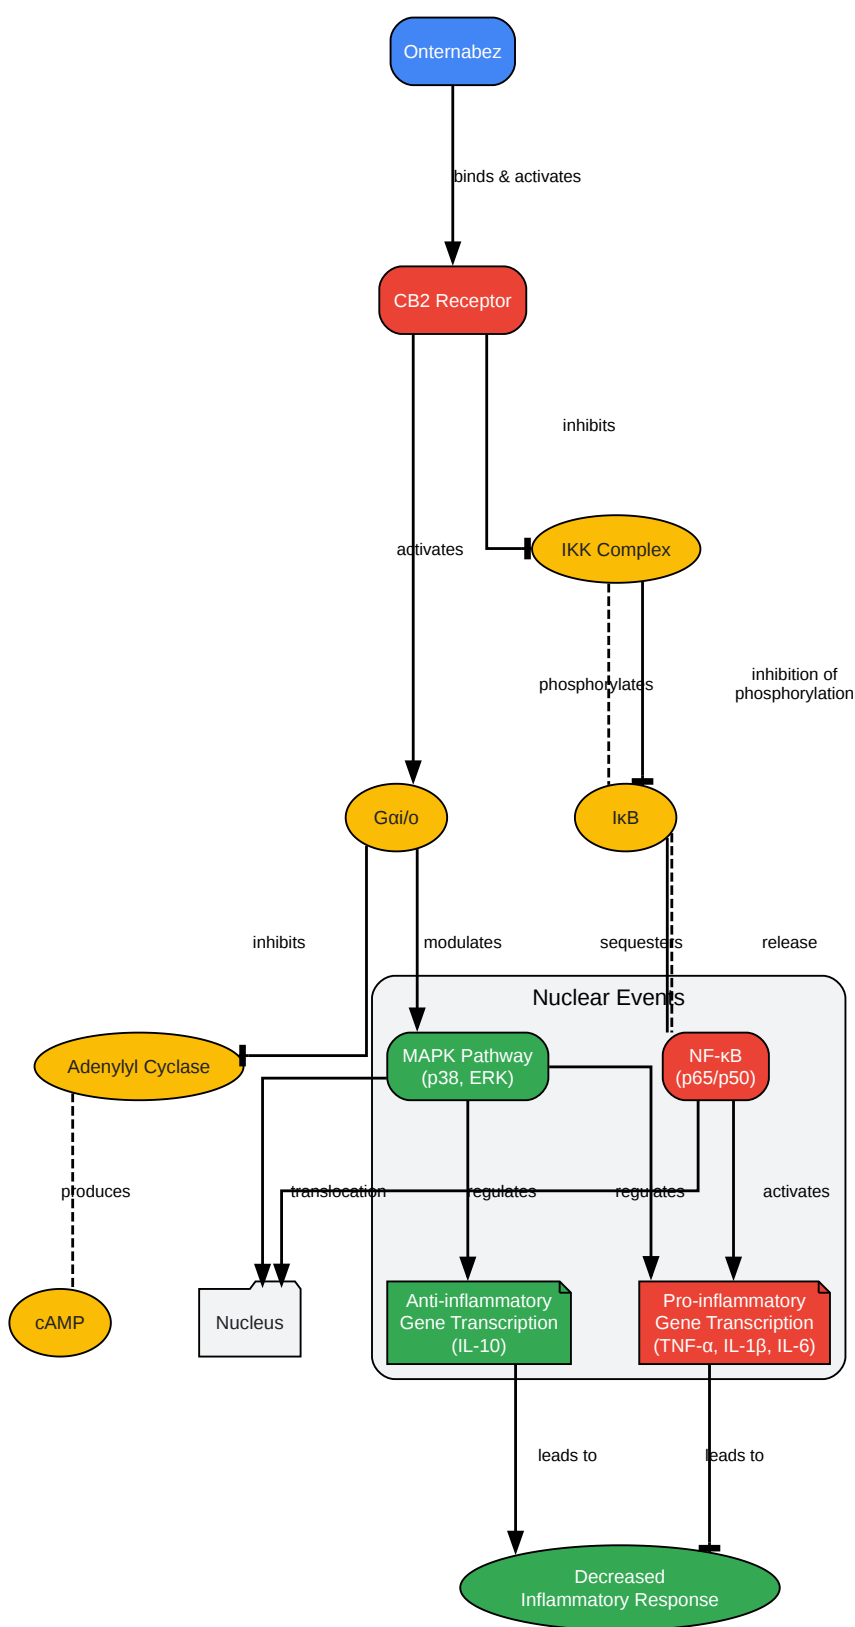 Onternabez
binds & activates
CB2 Receptor
inhibits
activates
IKK Complex
phosphorylates
inhibition of
phosphorylation
Gαi/o
IκB
inhibits
modulates
sequesters
release
Nuclear Events
Adenylyl Cyclase
MAPK Pathway
(p38, ERK)
NF-κB
(p65/p50)
produces
translocation
regulates
regulates
activates
cAMP
Nucleus
Anti-inflammatory
Gene Transcription
(IL-10)
Pro-inflammatory
Gene Transcription
(TNF-α, IL-1β, IL-6)
leads to
leads to
Decreased
Inflammatory Response